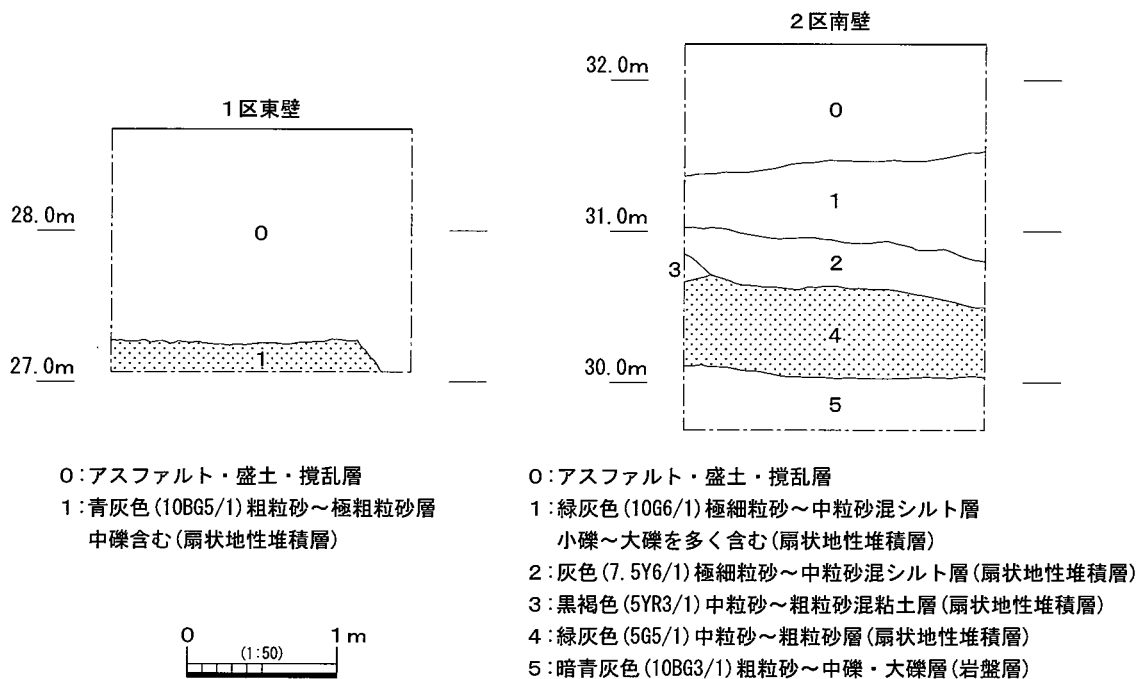 1区東壁
28.0m
27.0m
0
1
0:アスファルト・盛土・撹乱層
1:青灰色(10BG5/1)粗粒砂～極粗粒砂層
中礫含む(扇状地性堆積層)
0
1m
(1:50)
2区南壁
32.0m
31.0m
30.0m
0
1
2
3
4
5
0:アスファルト・盛土・撹乱層
1:緑灰色(10G6/1)極細粒砂～中粒砂混シルト層
小礫～大礫を多く含む(扇状地性堆積層)
2:灰色(7.5Y6/1)極細粒砂～中粒砂混シルト層(扇状地性堆積層)
3:黒褐色(5YR3/1)中粒砂～粗粒砂混粘土層(扇状地性堆積層)
4:緑灰色(5G5/1)中粒砂～粗粒砂層(扇状地性堆積層)
5:暗青灰色(10BG3/1)粗粒砂～中礫・大礫層(岩盤層)